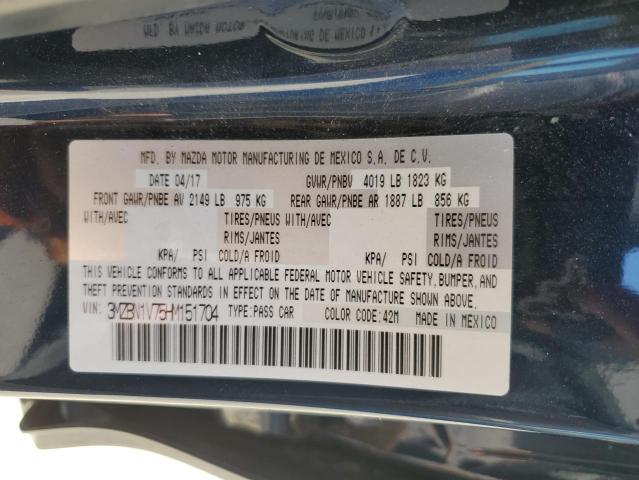 MFD. BY MAZDA MOTOR MANUFACTURING DE MEXICO S.A. DE C.V.
DATE 04/17 GVWR/PNBV 4019 LB 1823 KG
FRONT GAWR/PNBE AV 2149 LB 975 KG REAR GAWR/PNBE AR 1887 LB 856 KG
WITH/AVEC TIRES/PNEUS WITH/AVEC TIRES/PNEUS
RIMS/JANTES RIMS/JANTES
KPA/ PSI COLD/A FROID KPA/ PSI COLD/A FROID
THIS VEHICLE CONFORMS TO ALL APPLICABLE FEDERAL MOTOR VEHICLE SAFETY, BUMPER, AND
THEFT PREVENTION STANDARDS IN EFFECT ON THE DATE OF MANUFACTURE SHOWN ABOVE.
VIN: 3MZBN1V75HM151704 TYPE:PASS CAR COLOR CODE:42M MADE IN MEXICO